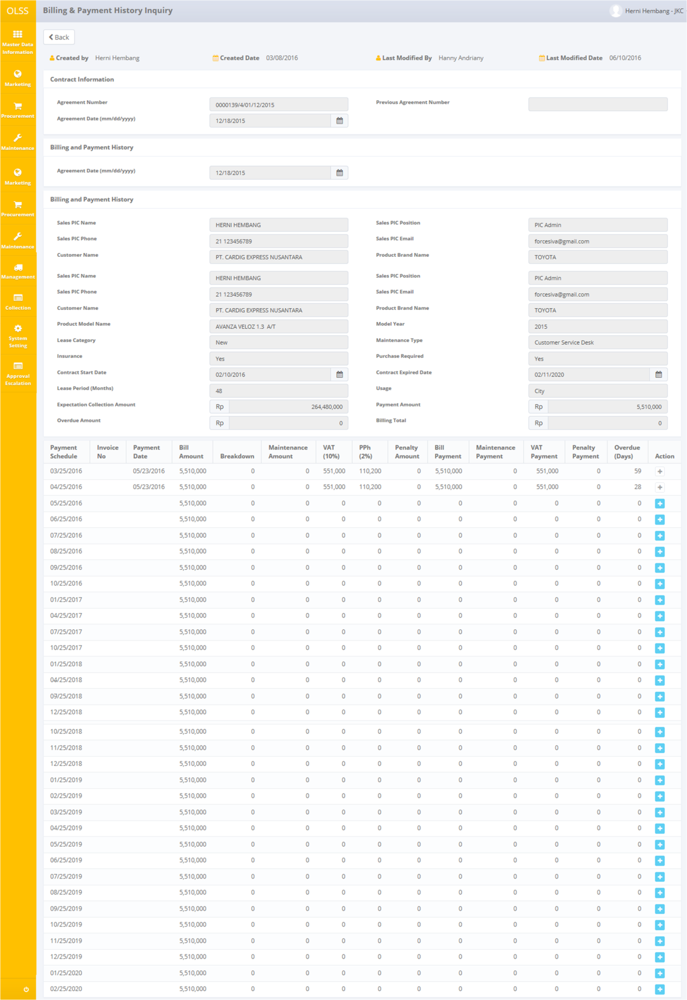 OLSS Billing & Payment History Inquiry Herni Hembang - JKC
Back
Created by Herni Hembang Created Date 03/08/2016 Last Modified By Hanny Andriany Last Modified Date 06/10/2016
Master Data
Information
Marketing
Procurement
Maintenance
Marketing
Procurement
Maintenance
Management
Collection
System
Setting
Approval
Escalation
Contract Information
Agreement Number 0000139/4/01/12/2015 Previous Agreement Number
Agreement Date (mm/dd/yyyy) 12/18/2015
Billing and Payment History
Agreement Date (mm/dd/yyyy) 12/18/2015
Billing and Payment History
Sales PIC Name HERNI HEMBANG Sales PIC Position PIC Admin
Sales PIC Phone 21 123456789 Sales PIC Email forcesiva@gmail.com
Customer Name PT. CARDIG EXPRESS NUSANTARA Product Brand Name TOYOTA
Sales PIC Name HERNI HEMBANG Sales PIC Position PIC Admin
Sales PIC Phone 21 123456789 Sales PIC Email forcesiva@gmail.com
Customer Name PT. CARDIG EXPRESS NUSANTARA Product Brand Name TOYOTA
Product Model Name AVANZA VELOZ 1.3 A/T Model Year 2015
Lease Category New Maintenance Type Customer Service Desk
Insurance Yes Purchase Required Yes
Contract Start Date 02/10/2016 Contract Expired Date 02/11/2020
Lease Period (Months) 48 Usage City
Expectation Collection Amount Rp 264,480,000 Payment Amount Rp 5,510,000
Overdue Amount Rp 0 Billing Total Rp 0
Payment Schedule Invoice No Payment Date Bill Amount Breakdown Maintenance Amount VAT (10%) PPh (2%) Penalty Amount Bill Payment Maintenance Payment VAT Payment Penalty Payment Overdue (Days) Action
03/25/2016 05/23/2016 5,510,000 0 0 551,000 110,200 0 5,510,000 0 551,000 0 59
04/25/2016 05/23/2016 5,510,000 0 0 551,000 110,200 0 5,510,000 0 551,000 0 28
05/25/2016 5,510,000 0 0 0 0 0 0 0 0 0 0
06/25/2016 5,510,000 0 0 0 0 0 0 0 0 0 0
07/25/2016 5,510,000 0 0 0 0 0 0 0 0 0 0
08/25/2016 5,510,000 0 0 0 0 0 0 0 0 0 0
09/25/2016 5,510,000 0 0 0 0 0 0 0 0 0 0
10/25/2016 5,510,000 0 0 0 0 0 0 0 0 0 0
01/25/2017 5,510,000 0 0 0 0 0 0 0 0 0 0
04/25/2017 5,510,000 0 0 0 0 0 0 0 0 0 0
07/25/2017 5,510,000 0 0 0 0 0 0 0 0 0 0
10/25/2017 5,510,000 0 0 0 0 0 0 0 0 0 0
01/25/2018 5,510,000 0 0 0 0 0 0 0 0 0 0
04/25/2018 5,510,000 0 0 0 0 0 0 0 0 0 0
5,510,000 0 0 0 0 0 0 0 0 0 0
12/25/2018 5,510,000 0 0 0 0 0 0 0 0 0 0
10/25/2018 5,510,000 0 0 0 0 0 0 0 0 0 0
11/25/2018 5,510,000 0 0 0 0 0 0 0 0 0 0
12/25/2018 5,510,000 0 0 0 0 0 0 0 0 0 0
01/25/2019 5,510,000 0 0 0 0 0 0 0 0 0 0
02/25/2019 5,510,000 0 0 0 0 0 0 0 0 0 0
03/25/2019 5,510,000 0 0 0 0 0 0 0 0 0 0
04/25/2019 5,510,000 0 0 0 0 0 0 0 0 0 0
05/25/2019 5,510,000 0 0 0 0 0 0 0 0 0 0
06/25/2019 5,510,000 0 0 0 0 0 0 0 0 0 0
07/25/2019 5,510,000 0 0 0 0 0 0 0 0 0 0
08/25/2019 5,510,000 0 0 0 0 0 0 0 0 0 0
09/25/2019 5,510,000 0 0 0 0 0 0 0 0 0 0
10/25/2019 5,510,000 0 0 0 0 0 0 0 0 0 0
11/25/2019 5,510,000 0 0 0 0 0 0 0 0 0 0
12/25/2019 5,510,000 0 0 0 0 0 0 0 0 0 0
01/25/2020 5,510,000 0 0 0 0 0 0 0 0 0 0
02/25/2020 5,510,000 0 0 0 0 0 0 0 0 0 0